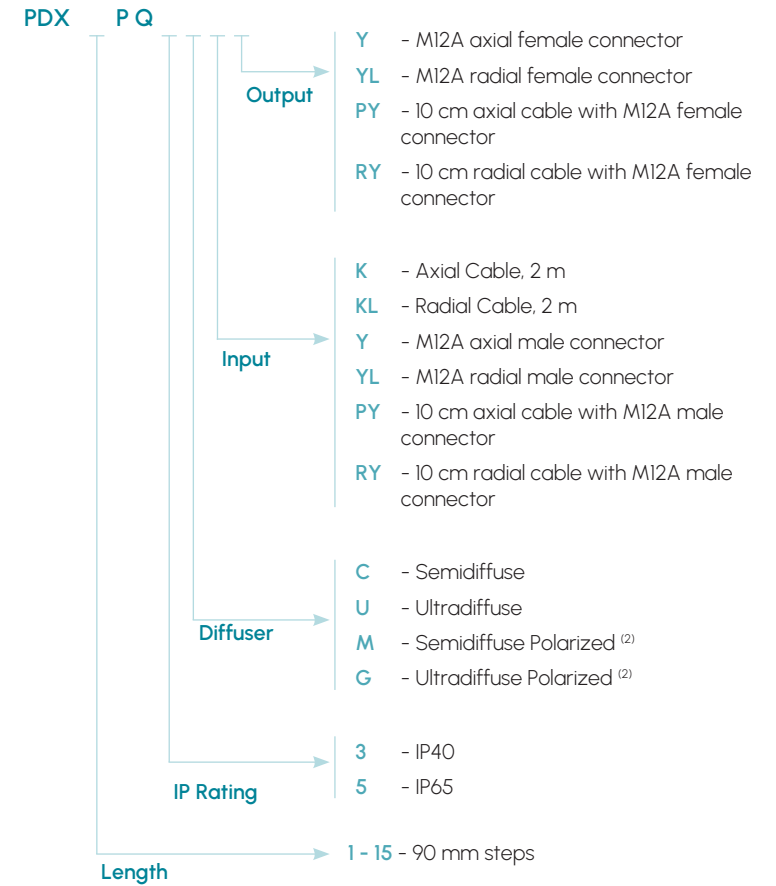 PDX P Q
Output
Y - M12A axial female connector
YL - M12A radial female connector
PY - 10 cm axial cable with M12A female
connector
RY - 10 cm radial cable with M12A female
connector
Input
K - Axial Cable, 2 m
KL - Radial Cable, 2 m
Y - M12A axial male connector
YL - M12A radial male connector
PY - 10 cm axial cable with M12A male
connector
RY - 10 cm radial cable with M12A male
connector
Diffuser
C - Semidiffuse
U - Ultradiffuse
M - Semidiffuse Polarized (2)
G - Ultradiffuse Polarized (2)
IP Rating
3 - IP40
5 - IP65
Length
1 - 15 - 90 mm steps